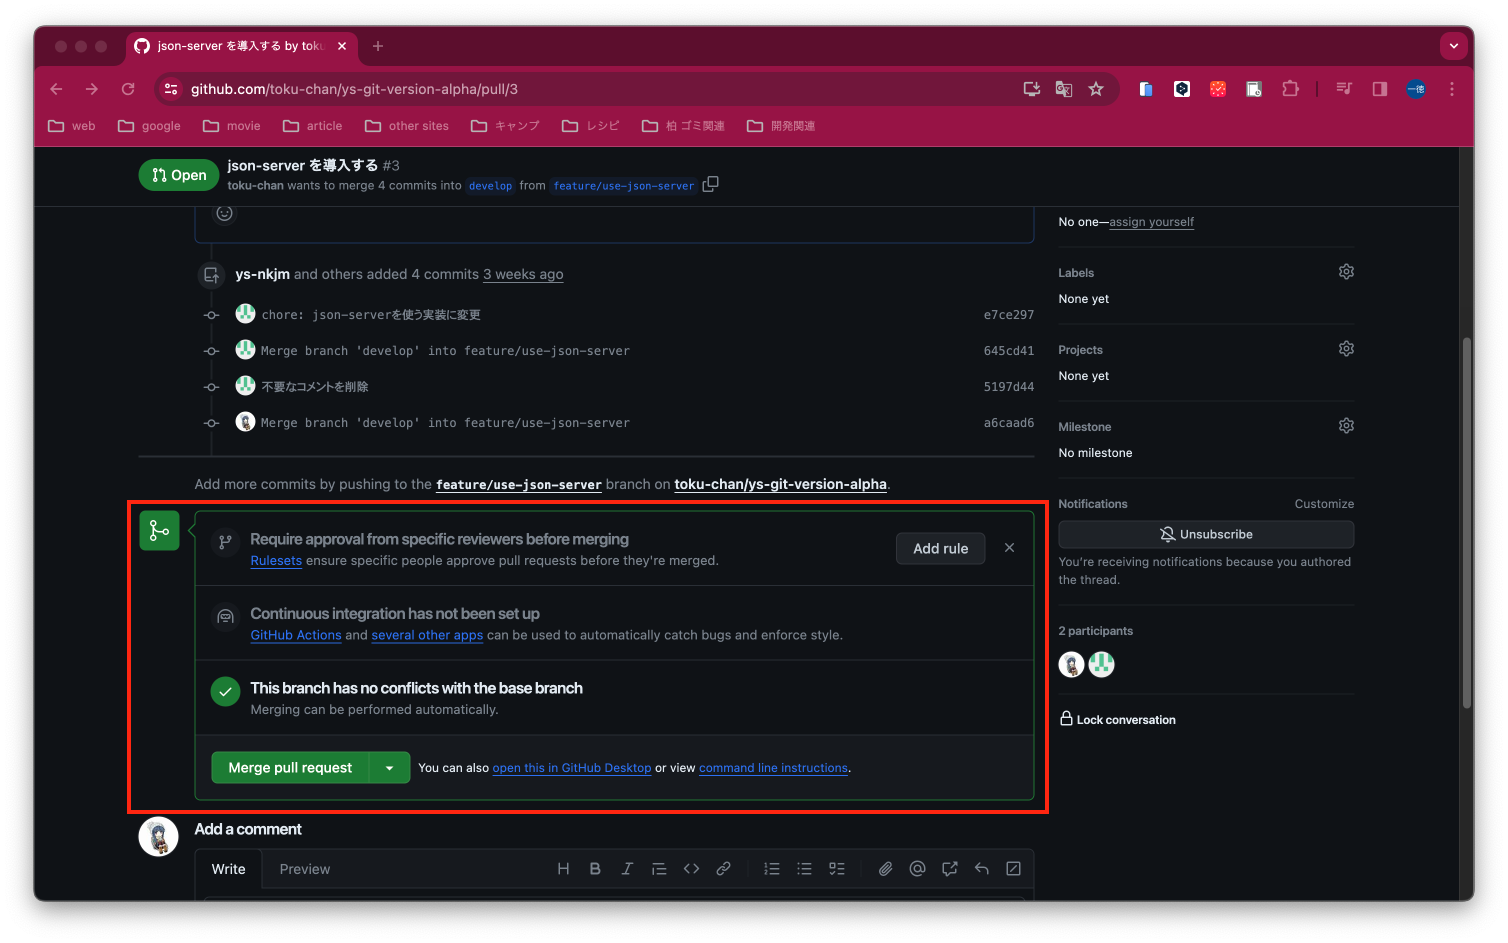 json-server を導入する by toku
github.com/toku-chan/ys-git-version-alpha/pull/3
一徳
web
google
movie
article
other sites
キャンプ
レシピ
柏 ゴミ関連
開発関連
Open
json-server を導入する #3
toku-chan wants to merge 4 commits into develop from feature/use-json-server
No one—assign yourself
ys-nkjm and others added 4 commits 3 weeks ago
Labels
None yet
chore: json-serverを使う実装に変更 e7ce297
Merge branch 'develop' into feature/use-json-server 645cd41
Projects
None yet
不要なコメントを削除 5197d44
Merge branch 'develop' into feature/use-json-server a6caad6
Milestone
No milestone
Add more commits by pushing to the feature/use-json-server branch on toku-chan/ys-git-version-alpha.
Notifications Customize
Unsubscribe
You're receiving notifications because you authored
the thread.
Require approval from specific reviewers before merging
Rulesets ensure specific people approve pull requests before they're merged.
Add rule
Continuous integration has not been set up
GitHub Actions and several other apps can be used to automatically catch bugs and enforce style.
2 participants
This branch has no conflicts with the base branch
Merging can be performed automatically.
Lock conversation
Merge pull request
You can also open this in GitHub Desktop or view command line instructions.
Add a comment
Write
Preview